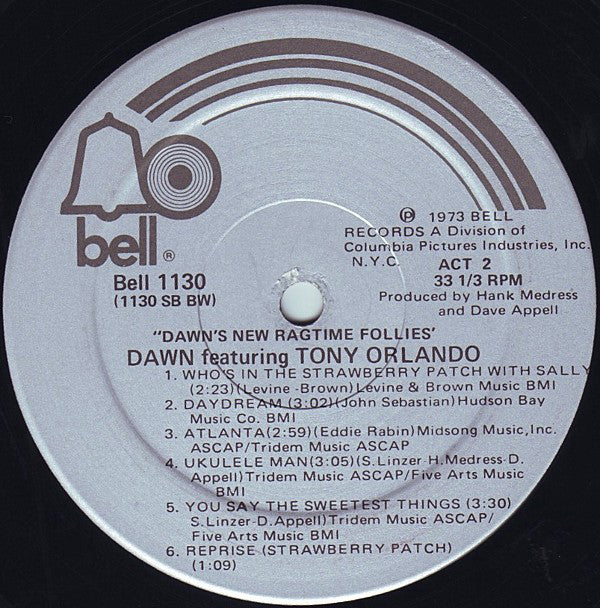 bell®
Bell 1130
(1130 SB BW)
℗ 1973 BELL
RECORDS A Division of
Columbia Pictures Industries, Inc.
N.Y.C.
ACT 2
33 1/3 RPM
Produced by Hank Medress
and Dave Appell
"DAWN'S NEW RAGTIME FOLLIES'
DAWN featuring TONY ORLANDO
1. WHO'S IN THE STRAWBERRY PATCH WITH SALLY
(2:23)(Levine-Brown)Levine & Brown Music BMI
2. DAYDREAM (3:02)(John Sebastian)Hudson Bay
Music Co. BMI
3. ATLANTA(2:59)(Eddie Rabin)Midsong Music,Inc.
ASCAP/Tridem Music ASCAP
4. UKULELE MAN(3:05)(S.Linzer-H.Medress-D.
Appell)Tridem Music ASCAP/Five Arts Music
BMI
5. YOU SAY THE SWEETEST THINGS (3:30)
S.Linzer-D.Appell)Tridem Music ASCAP/
Five Arts Music BMI
6. REPRISE (STRAWBERRY PATCH)
(1:09)